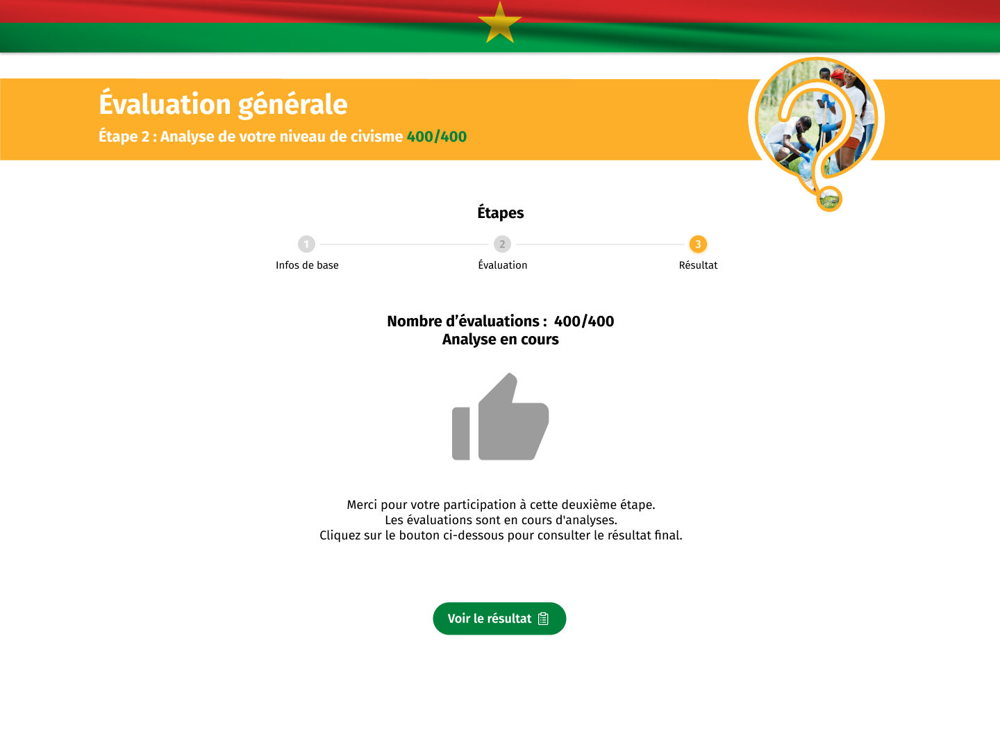 Évaluation générale
Étape 2 : Analyse de votre niveau de civisme 400/400
Étapes
1
2
3
Infos de base
Évaluation
Résultat
Nombre d’évaluations : 400/400
Analyse en cours
Merci pour votre participation à cette deuxième étape.
Les évaluations sont en cours d'analyses.
Cliquez sur le bouton ci-dessous pour consulter le résultat final.
Voir le résultat